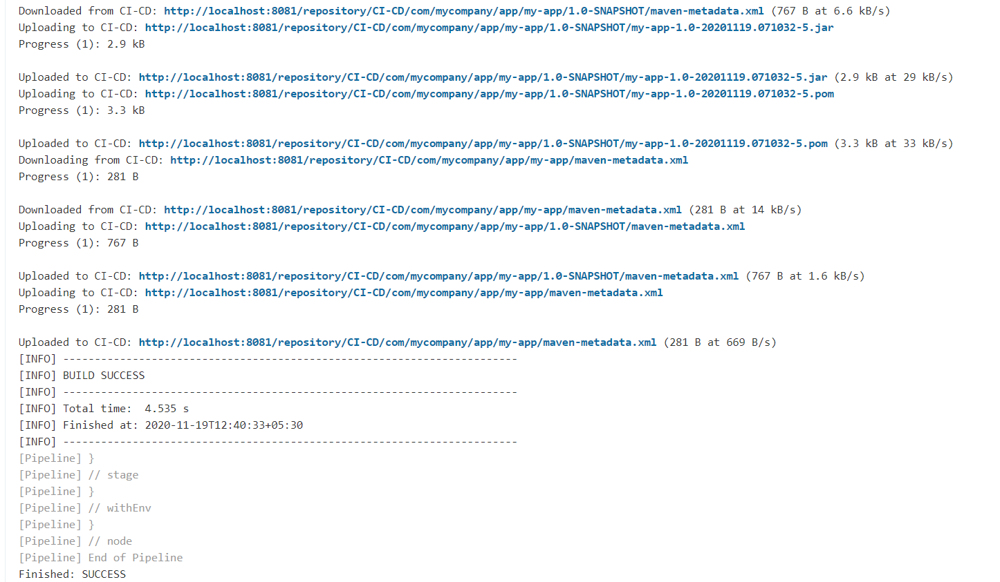 Downloaded from CI-CD: http://localhost:8081/repository/CI-CD/com/mycompany/app/my-app/1.0-SNAPSHOT/maven-metadata.xml (767 B at 6.6 kB/s)
Uploading to CI-CD: http://localhost:8081/repository/CI-CD/com/mycompany/app/my-app/1.0-SNAPSHOT/my-app-1.0-20201119.071032-5.jar
Progress (1): 2.9 kB
Uploaded to CI-CD: http://localhost:8081/repository/CI-CD/com/mycompany/app/my-app/1.0-SNAPSHOT/my-app-1.0-20201119.071032-5.jar (2.9 kB at 29 kB/s)
Uploading to CI-CD: http://localhost:8081/repository/CI-CD/com/mycompany/app/my-app/1.0-SNAPSHOT/my-app-1.0-20201119.071032-5.pom
Progress (1): 3.3 kB
Uploaded to CI-CD: http://localhost:8081/repository/CI-CD/com/mycompany/app/my-app/1.0-SNAPSHOT/my-app-1.0-20201119.071032-5.pom (3.3 kB at 33 kB/s)
Downloading from CI-CD: http://localhost:8081/repository/CI-CD/com/mycompany/app/my-app/maven-metadata.xml
Progress (1): 281 B
Downloaded from CI-CD: http://localhost:8081/repository/CI-CD/com/mycompany/app/my-app/maven-metadata.xml (281 B at 14 kB/s)
Uploading to CI-CD: http://localhost:8081/repository/CI-CD/com/mycompany/app/my-app/1.0-SNAPSHOT/maven-metadata.xml
Progress (1): 767 B
Uploaded to CI-CD: http://localhost:8081/repository/CI-CD/com/mycompany/app/my-app/1.0-SNAPSHOT/maven-metadata.xml (767 B at 1.6 kB/s)
Uploading to CI-CD: http://localhost:8081/repository/CI-CD/com/mycompany/app/my-app/maven-metadata.xml
Progress (1): 281 B
Uploaded to CI-CD: http://localhost:8081/repository/CI-CD/com/mycompany/app/my-app/maven-metadata.xml (281 B at 669 B/s)
[INFO] ------------------------------------------------------------------------
[INFO] BUILD SUCCESS
[INFO] ------------------------------------------------------------------------
[INFO] Total time:  4.535 s
[INFO] Finished at: 2020-11-19T12:40:33+05:30
[INFO] ------------------------------------------------------------------------
[Pipeline] }
[Pipeline] // stage
[Pipeline] }
[Pipeline] // withEnv
[Pipeline] }
[Pipeline] // node
[Pipeline] End of Pipeline
Finished: SUCCESS